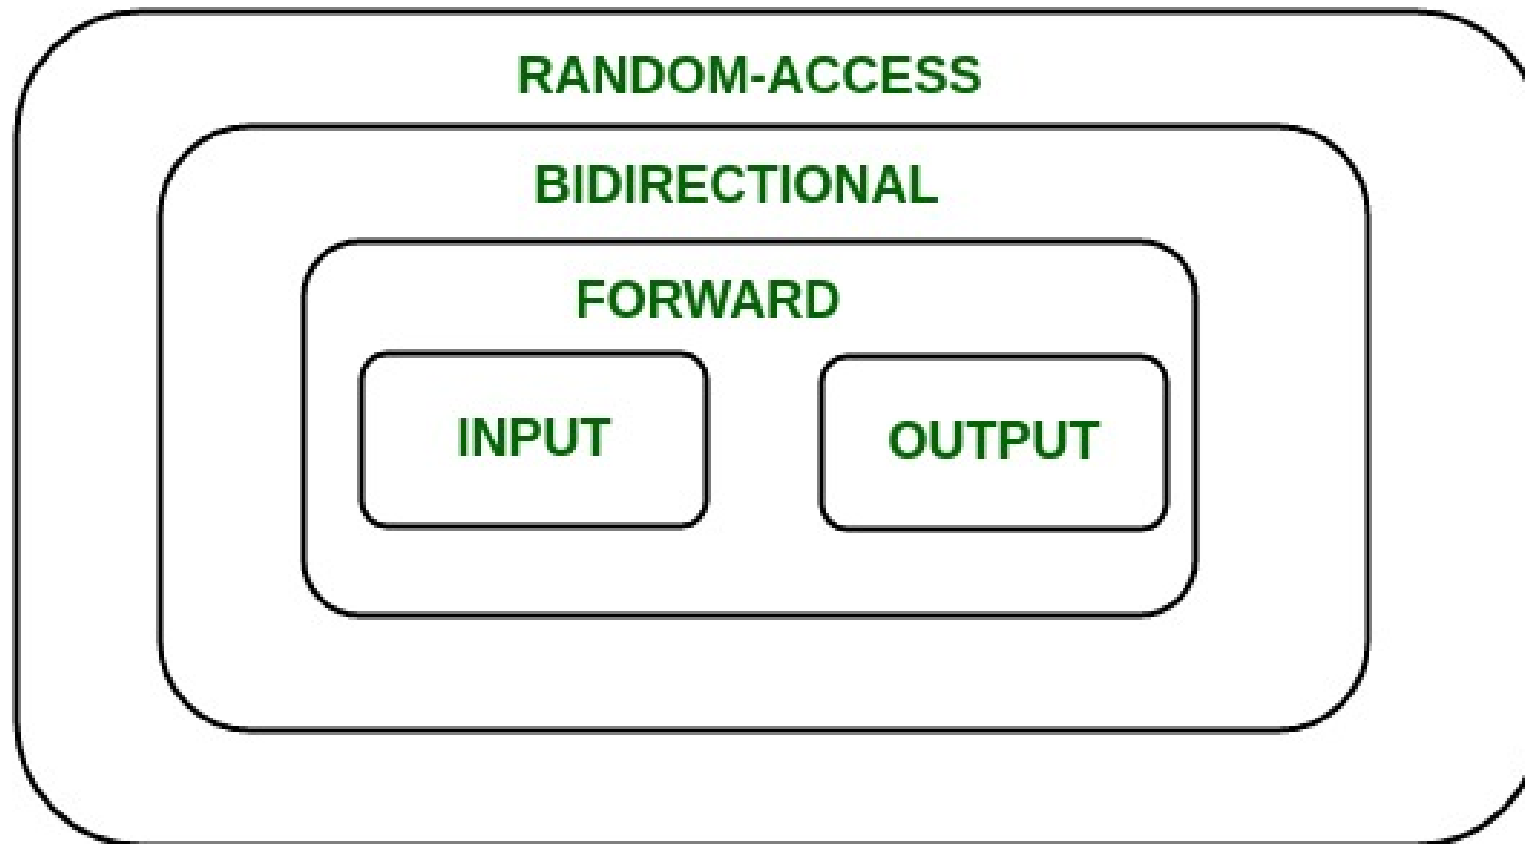 RANDOM-ACCESS
BIDIRECTIONAL
FORWARD
INPUT
OUTPUT